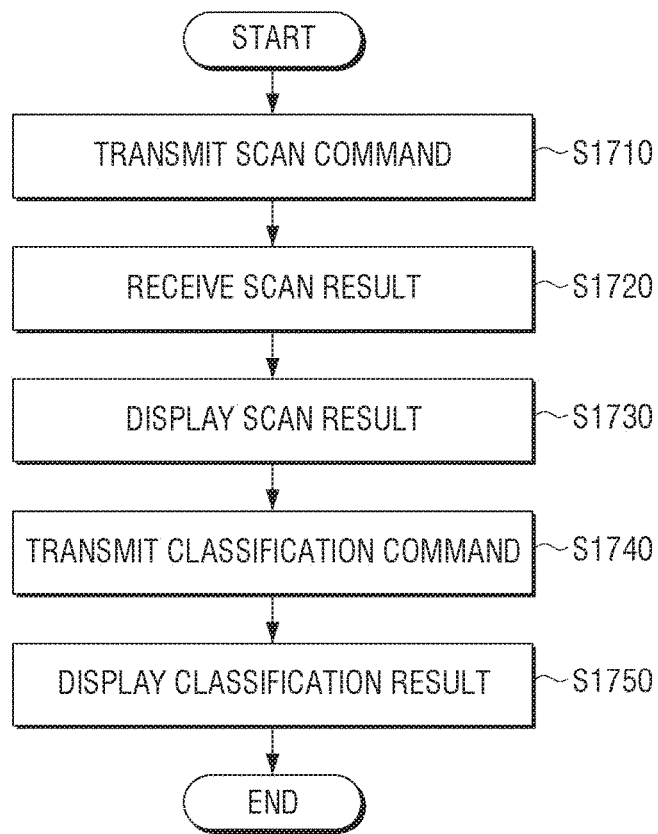 START
TRANSMIT SCAN COMMAND
S1710
RECEIVE SCAN RESULT
S1720
DISPLAY SCAN RESULT
S1730
TRANSMIT CLASSIFICATION COMMAND
S1740
DISPLAY CLASSIFICATION RESULT
S1750
END